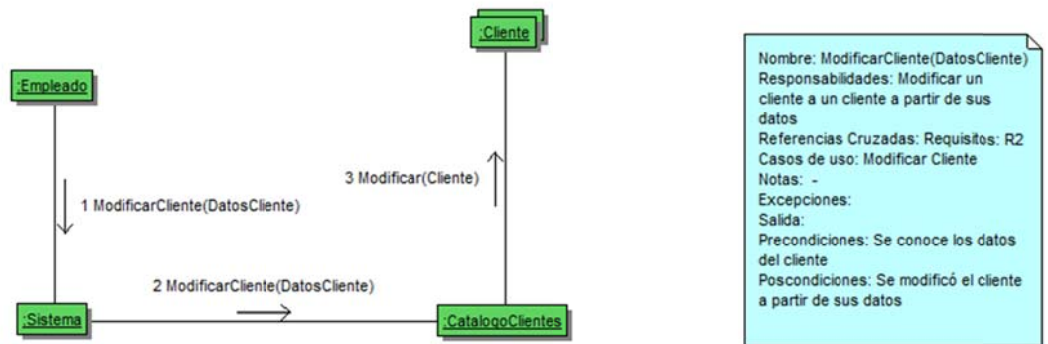 :Cliente
:Empleado
3 Modificar(Cliente)
1 ModificarCliente(DatosCliente)
2 ModificarCliente(DatosCliente)
:Sistema
:CatalogoClientes
Nombre: ModificarCliente(DatosCliente)
Responsabilidades: Modificar un
cliente a un cliente a partir de sus
datos
Referencias Cruzadas: Requisitos: R2
Casos de uso: Modificar Cliente
Notas: -
Excepciones:
Salida:
Precondiciones: Se conoce los datos
del cliente
Poscondiciones: Se modificó el cliente
a partir de sus datos